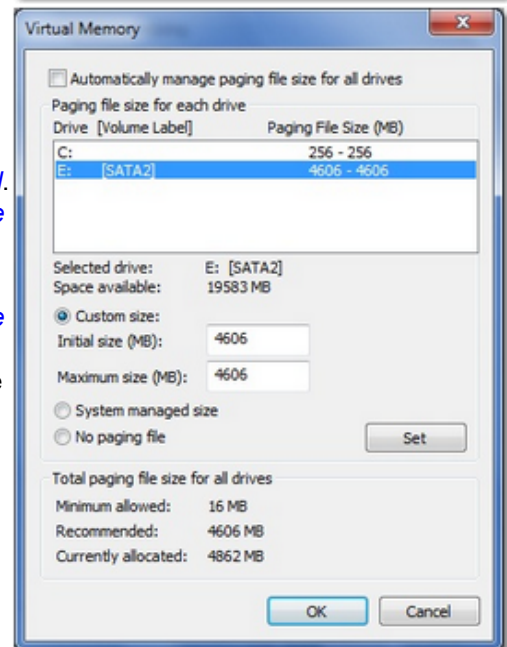 Virtual Memory
Automatically manage paging file size for all drives
Paging file size for each drive
Drive [Volume Label] Paging File Size (MB)
C: 256 - 256
E: [SATA2] 4606 - 4606
Selected drive: E: [SATA2]
Space available: 19583 MB
Custom size:
Initial size (MB): 4606
Maximum size (MB): 4606
System managed size
No paging file
Set
Total paging file size for all drives
Minimum allowed: 16 MB
Recommended: 4606 MB
Currently allocated: 4862 MB
OK Cancel